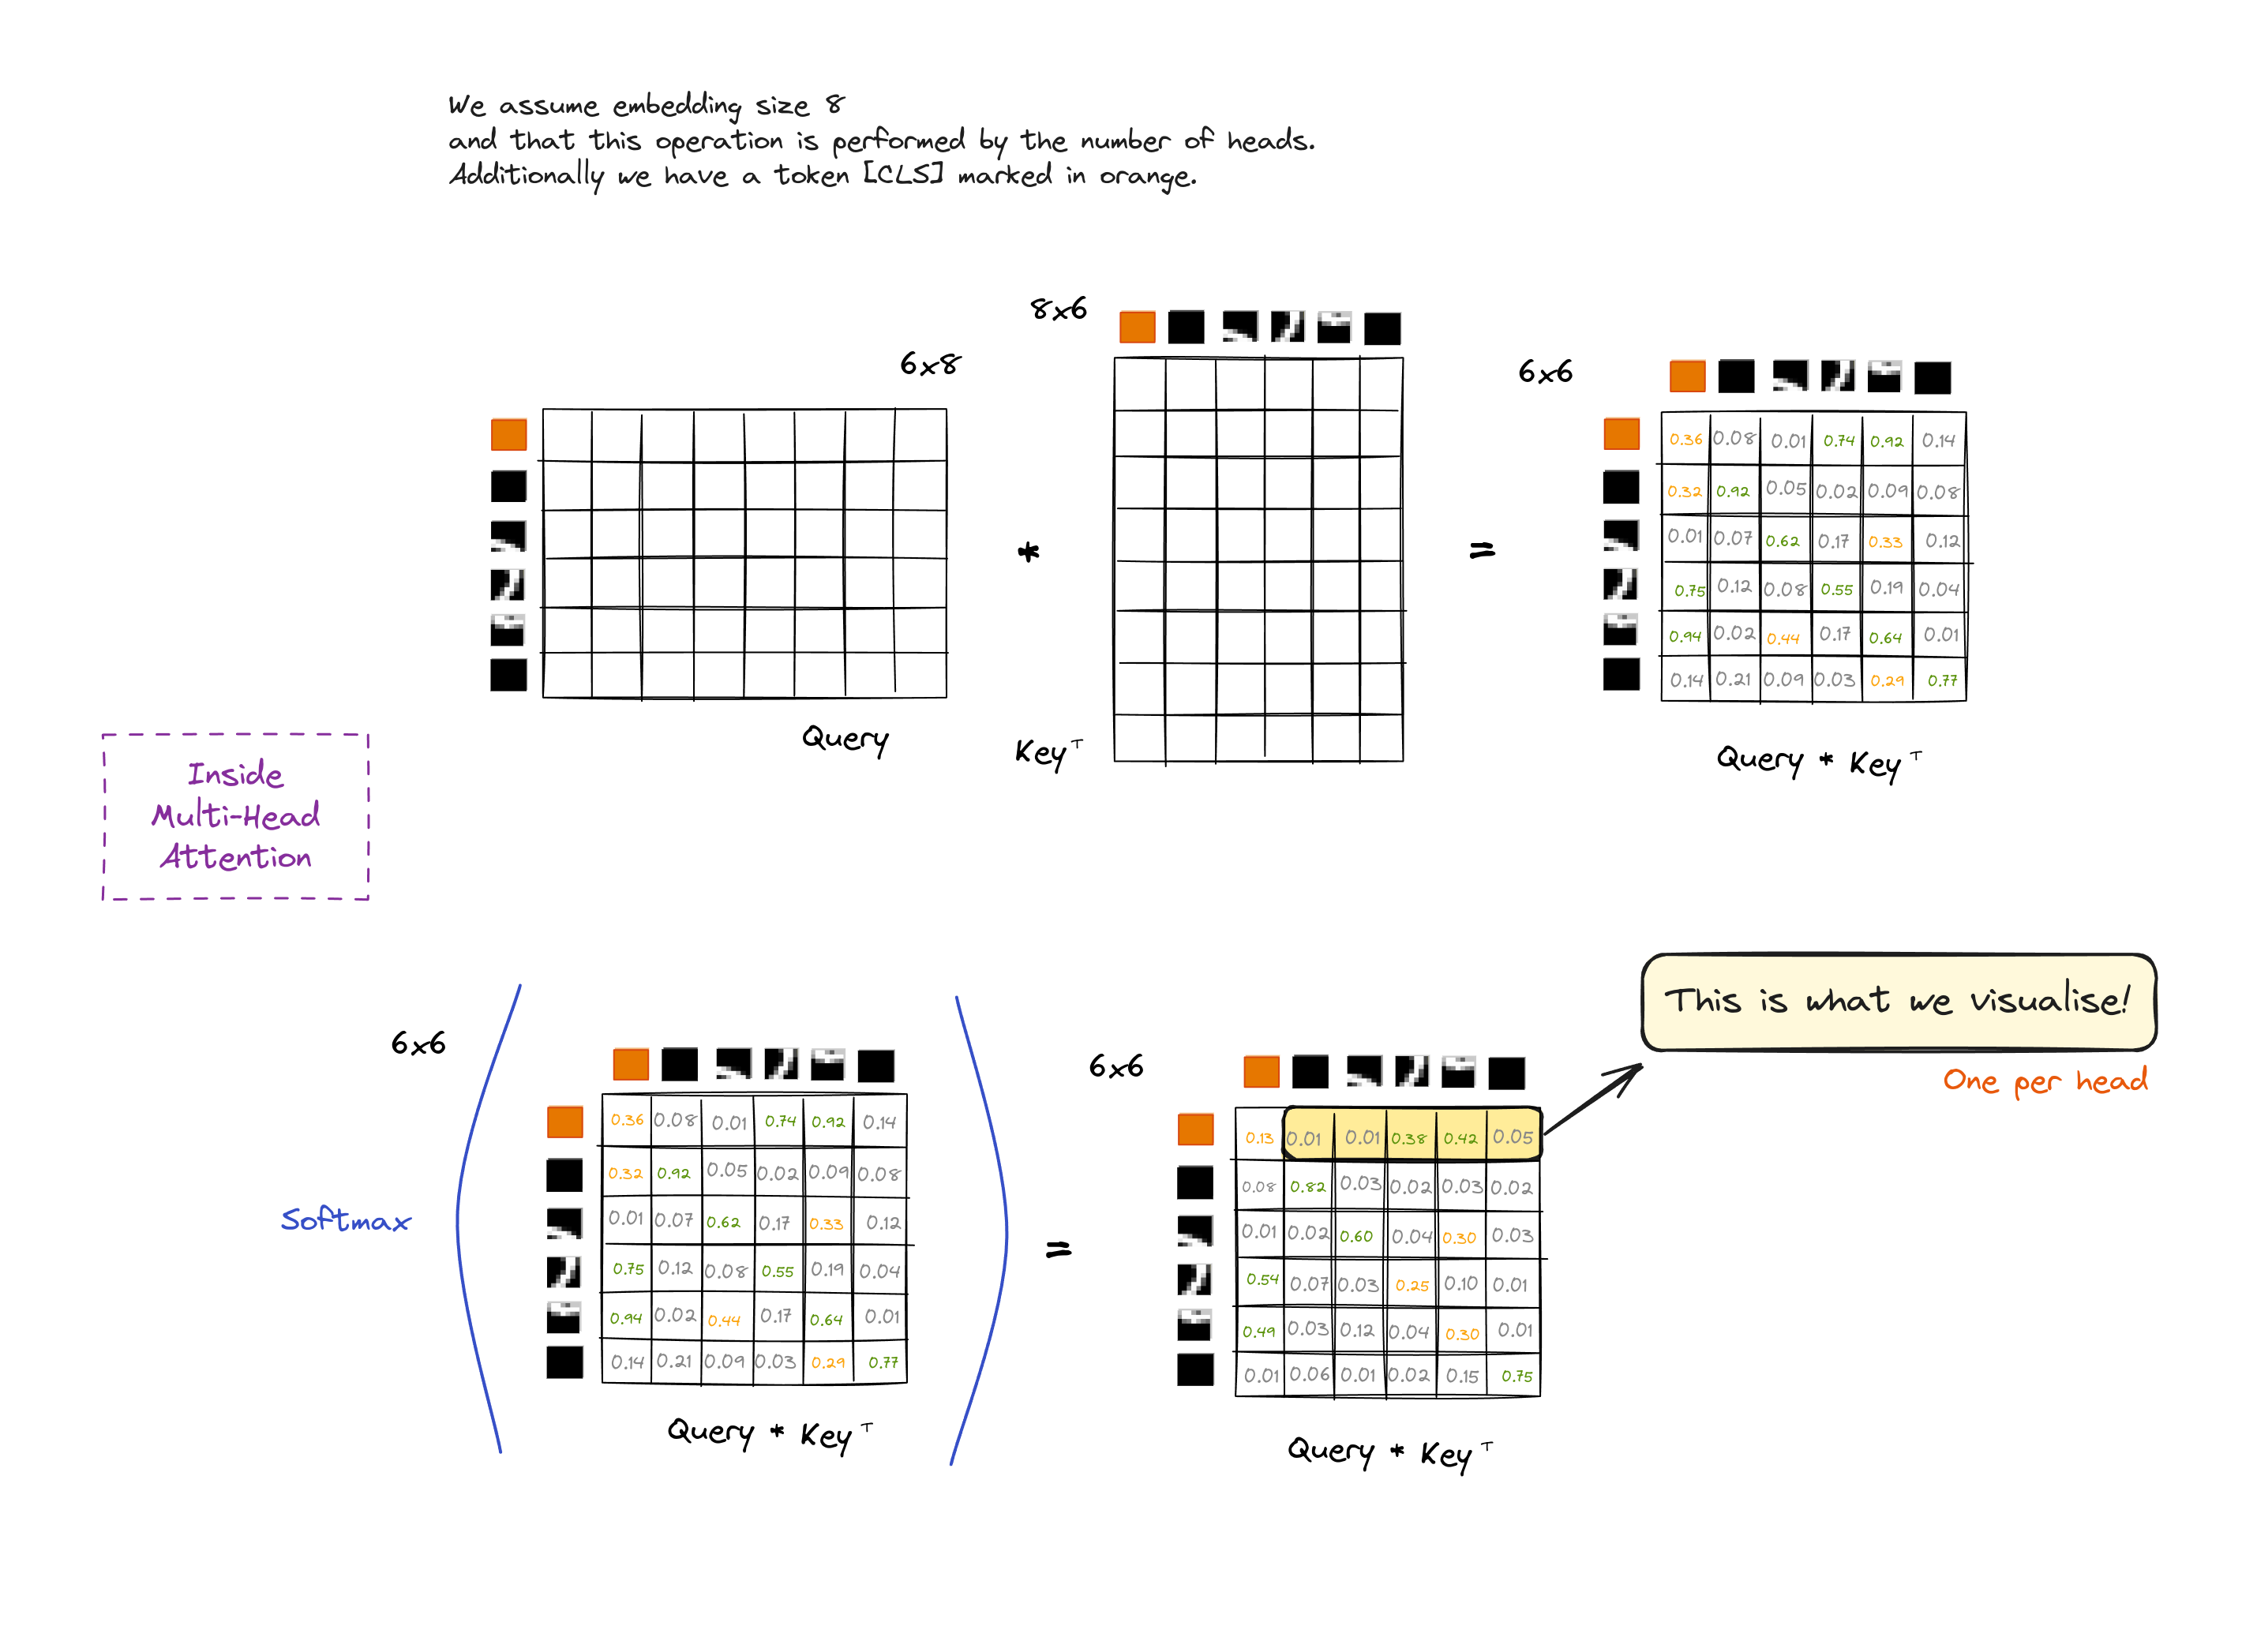 We assume embedding size 8
and that this operation is performed by the number of heads.
Additionally we have a token [CLS] marked in orange.
8x6
6x8
6x6
0.36 0.08 0.01 0.74 0.92 0.14
0.32 0.92 0.05 0.02 0.09 0.08
0.01 0.07 0.62 0.17 0.33 0.12
*
=
0.75 0.12 0.08 0.55 0.19 0.04
0.94 0.02 0.44 0.17 0.64 0.01
0.14 0.21 0.09 0.03 0.29 0.77
Query
Key T
Query * Key T
Inside
Multi-Head
Attention
This is what we visualise!
One per head
6x6
6x6
0.36 0.08 0.01 0.74 0.92 0.14
0.32 0.92 0.05 0.02 0.09 0.08
0.01 0.07 0.62 0.17 0.33 0.12
0.75 0.12 0.08 0.55 0.19 0.04
0.94 0.02 0.44 0.17 0.64 0.01
0.14 0.21 0.09 0.03 0.29 0.77
Softmax
=
0.13 0.01 0.01 0.38 0.42 0.05
0.08 0.82 0.03 0.02 0.03 0.02
0.01 0.02 0.60 0.04 0.30 0.03
0.54 0.07 0.03 0.25 0.10 0.01
0.49 0.03 0.12 0.04 0.30 0.01
0.01 0.06 0.01 0.02 0.15 0.75
Query * Key T
Query * Key T